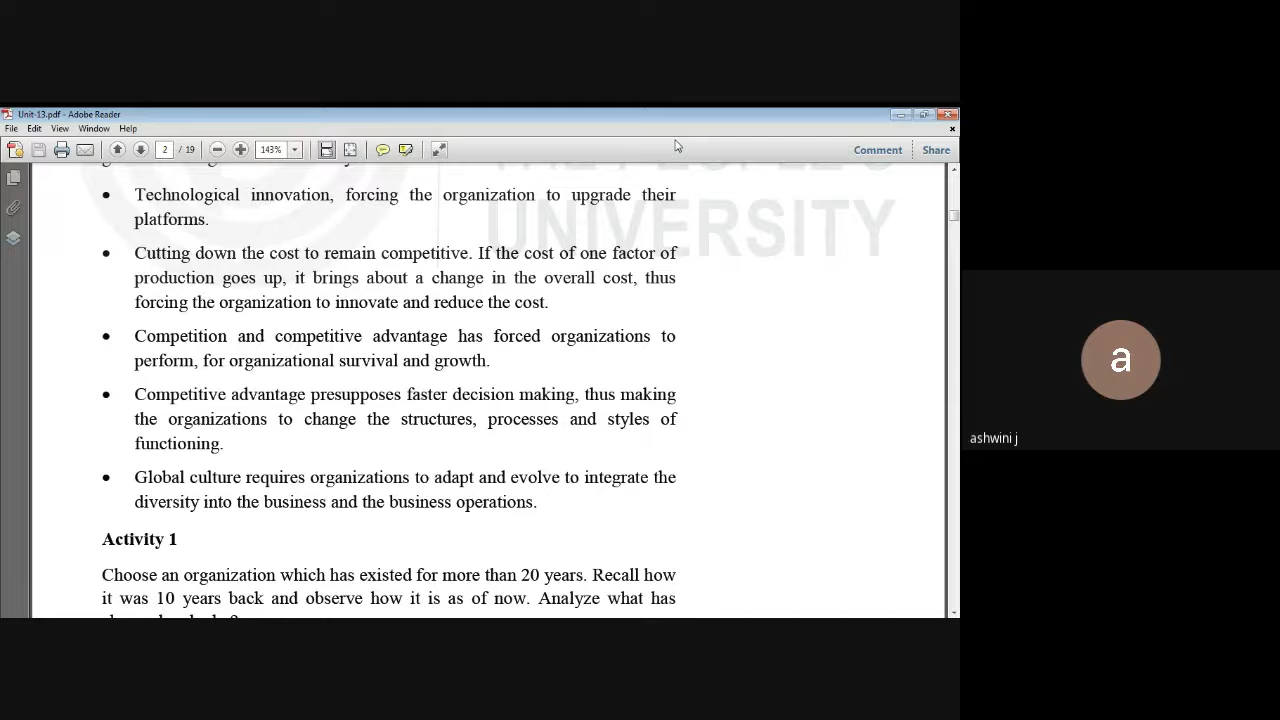 Unit-13.pdf - Adobe Reader
File Edit View Window Help
2 / 19 143% Comment Share
THE PEOPLE'S
UNIVERSITY
• Technological innovation, forcing the organization to upgrade their
platforms.
• Cutting down the cost to remain competitive. If the cost of one factor of
production goes up, it brings about a change in the overall cost, thus
forcing the organization to innovate and reduce the cost.
• Competition and competitive advantage has forced organizations to
perform, for organizational survival and growth.
• Competitive advantage presupposes faster decision making, thus making
the organizations to change the structures, processes and styles of
functioning.
• Global culture requires organizations to adapt and evolve to integrate the
diversity into the business and the business operations.
Activity 1
Choose an organization which has existed for more than 20 years. Recall how
it was 10 years back and observe how it is as of now. Analyze what has
a
ashwini j